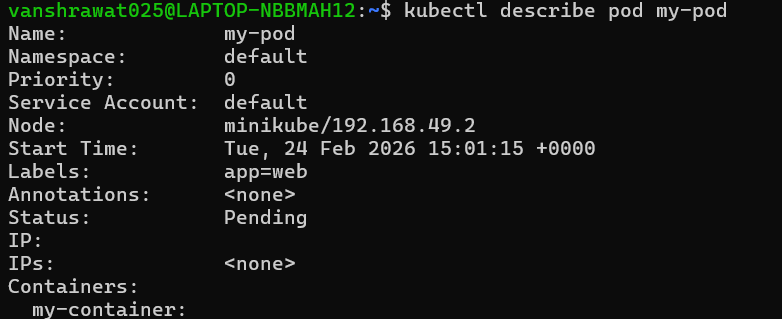 vanshrawat025@LAPTOP-NBBMAH12:~$ kubectl describe pod my-pod
Name:             my-pod
Namespace:        default
Priority:         0
Service Account:  default
Node:             minikube/192.168.49.2
Start Time:       Tue, 24 Feb 2026 15:01:15 +0000
Labels:           app=web
Annotations:      <none>
Status:           Pending
IP:
IPs:              <none>
Containers:
  my-container: